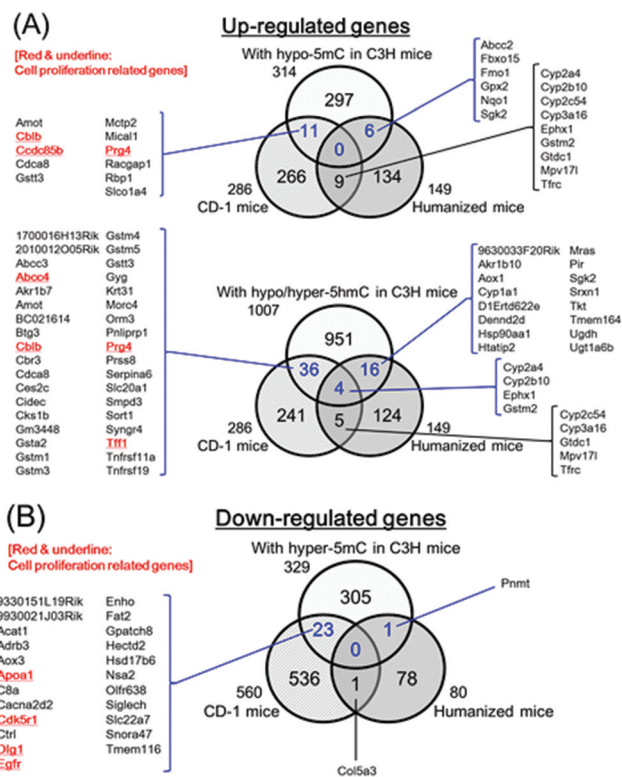 (A)
Up-regulated genes
[Red & underline:
Cell proliferation related genes]
With hypo-5mC in C3H mice
314
297
11
6
0
266
9
134
286
149
CD-1 mice
Humanized mice
Amot Mctp2
Cblb Mical1
Ccdc85b Prg4
Cdca8 Racgap1
Gstt3 Rbp1
Slco1a4
Abcc2
Fbxo15
Fmo1
Gpx2
Nqo1
Sgk2
Cyp2a4
Cyp2b10
Cyp2c54
Cyp3a16
Ephx1
Gstm2
Gtdc1
Mpv17l
Tfrc
1700016H13Rik Gstm4
2010012O05Rik Gstm5
Abcc3 Gstt3
Abcc4 Gyg
Akr1b7 Krt31
Amot Morc4
BC021614 Orm3
Btg3 Pnliprp1
Cblb Prg4
Cbr3 Prss8
Cdca8 Serpina6
Ces2c Slc20a1
Cidec Smpd3
Cks1b Sort1
Gm3448 Syngr4
Gsta2 Tff1
Gstm1 Tnfrsf11a
Gstm3 Tnfrsf19
With hypo/hyper-5hmC in C3H mice
1007
951
36
16
4
241
5
124
286
149
CD-1 mice
Humanized mice
9630033F20Rik Mras
Akr1b10 Pir
Aox1 Sgk2
Cyp1a1 Srxn1
D1Ertd622e Tkt
Dennd2d Tmem164
Hsp90aa1 Ugdh
Htatip2 Ugt1a6b
Cyp2a4
Cyp2b10
Ephx1
Gstm2
Cyp2c54
Cyp3a16
Gtdc1
Mpv17l
Tfrc
(B)
Down-regulated genes
[Red & underline:
Cell proliferation related genes]
With hyper-5mC in C3H mice
329
305
23
1
0
536
1
78
560
80
CD-1 mice
Humanized mice
Pnmt
Col5a3
9330151L19Rik Enho
9930021J03Rik Fat2
Acat1 Gpatch8
Adrb3 Hectd2
Aox3 Hsd17b6
Apoa1 Nsa2
C8a Olfr638
Cacna2d2 Siglech
Cdk5r1 Slc22a7
Ctrl Snora47
Dlg1 Tmem116
Egfr